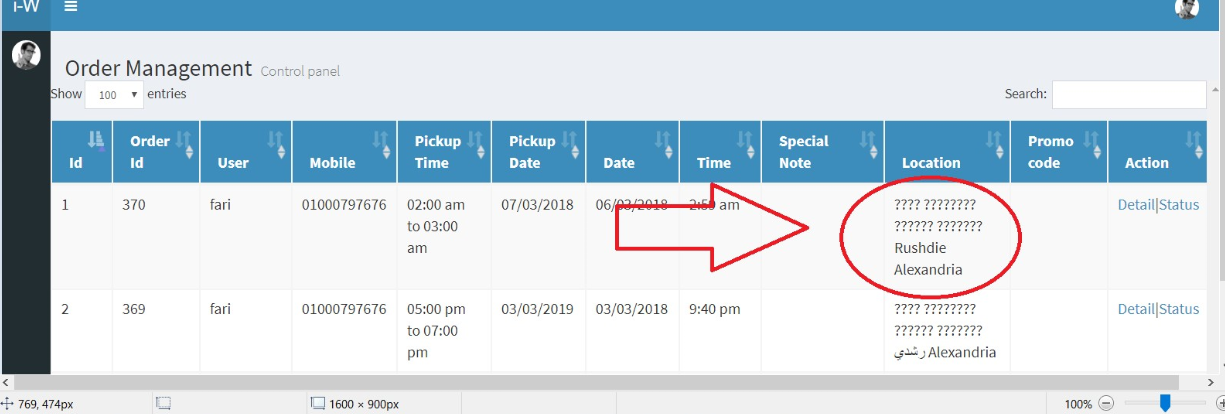 i-W
Order Management Control panel
Show 100 entries
Search:
Id
Order Id
User
Mobile
Pickup Time
Pickup Date
Date
Time
Special Note
Location
Promo code
Action
1
370
fari
01000797676
02:00 am
to 03:00
am
07/03/2018
06/03/2018
2:59 am
???? ????????
?????? ???????
Rushdie
Alexandria
Detail|Status
2
369
fari
01000797676
05:00 pm
to 07:00
pm
03/03/2019
03/03/2018
9:40 pm
???? ????????
?????? ???????
رشدي Alexandria
Detail|Status
769, 474px
1600 × 900px
100%